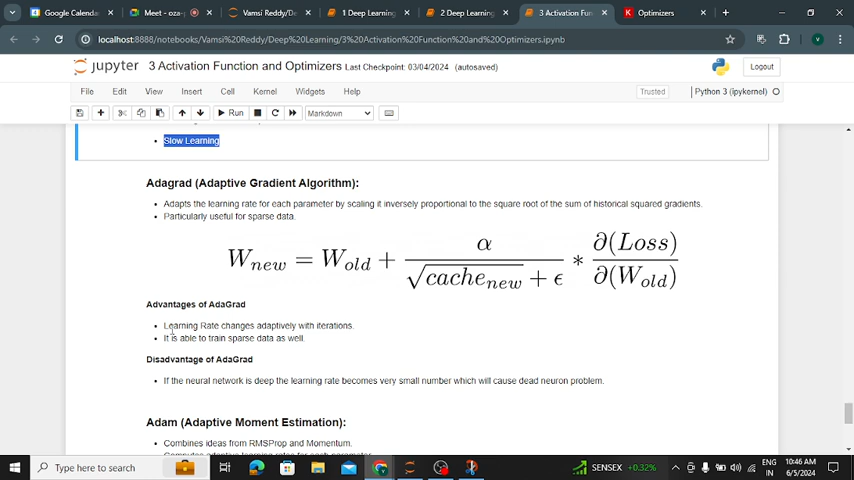 Google Calenda
Meet - oza-
Vamsi Reddy/De
1 Deep Learning
2 Deep Learning
3 Activation Fun
Optimizers
localhost:8888/notebooks/Vamsi%20Reddy/Deep%20Learning/3%20Activation%20Function%20and%20Optimizers.ipynb
jupyter 3 Activation Function and Optimizers Last Checkpoint: 03/04/2024 (autosaved)
Logout
File Edit View Insert Cell Kernel Widgets Help
Trusted
Python 3 (ipykernel)
Run
Markdown
Slow Learning
Adagrad (Adaptive Gradient Algorithm):
Adapts the learning rate for each parameter by scaling it inversely proportional to the square root of the sum of historical squared gradients.
Particularly useful for sparse data.
W_new = W_old + α / (√cache_new + ϵ) * ∂(Loss) / ∂(W_old)
Advantages of AdaGrad
Learning Rate changes adaptively with iterations.
It is able to train sparse data as well.
Disadvantage of AdaGrad
If the neural network is deep the learning rate becomes very small number which will cause dead neuron problem.
Adam (Adaptive Moment Estimation):
Combines ideas from RMSProp and Momentum.
Computes adaptive learning rates for each parameter.
Type here to search
SENSEX +0.32%
ENG
IN
10:46 AM
6/5/2024